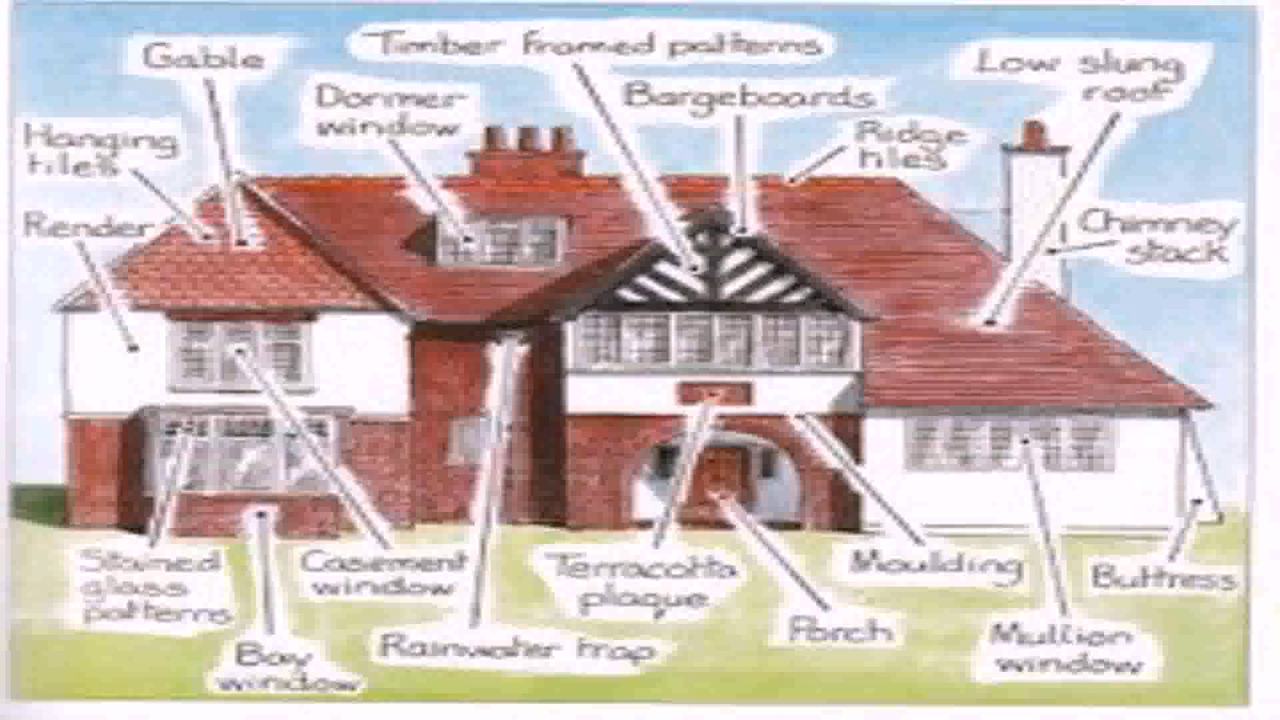 Timber framed patterns
Gable
Low slung
roof
Dormer
window
Bargeboards
Hanging
tiles
Ridge
tiles
Render
Chimney
stack
Stained
glass
patterns
Casement
window
Terracotta
plaque
Moulding
Buttress
Bay
window
Rainwater trap
Porch
Mullion
window